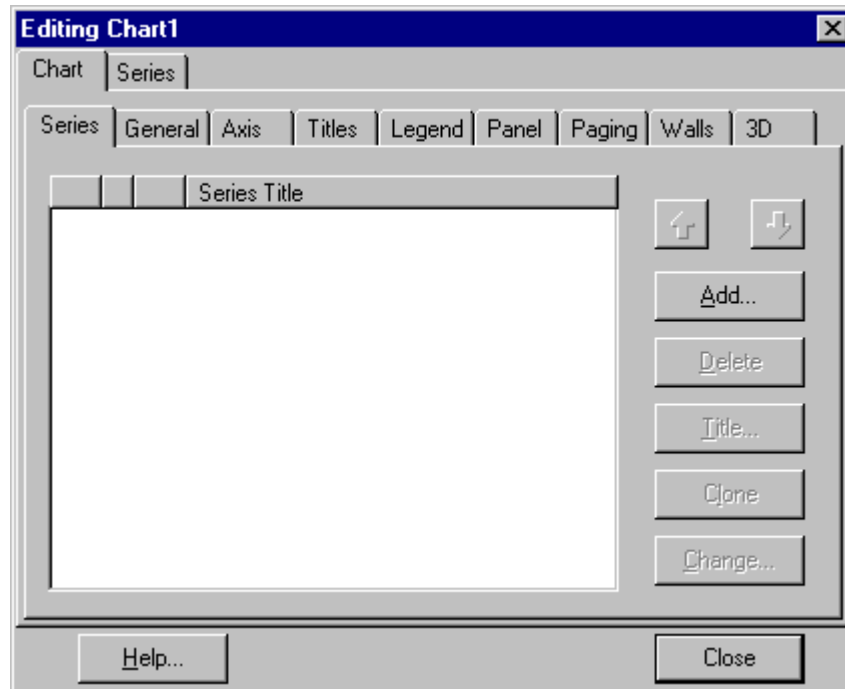 Editing Chart1
Chart Series
Series General Axis Titles Legend Panel Paging Walls 3D
Series Title
Add...
Delete
Title...
Clone
Change...
Help... Close